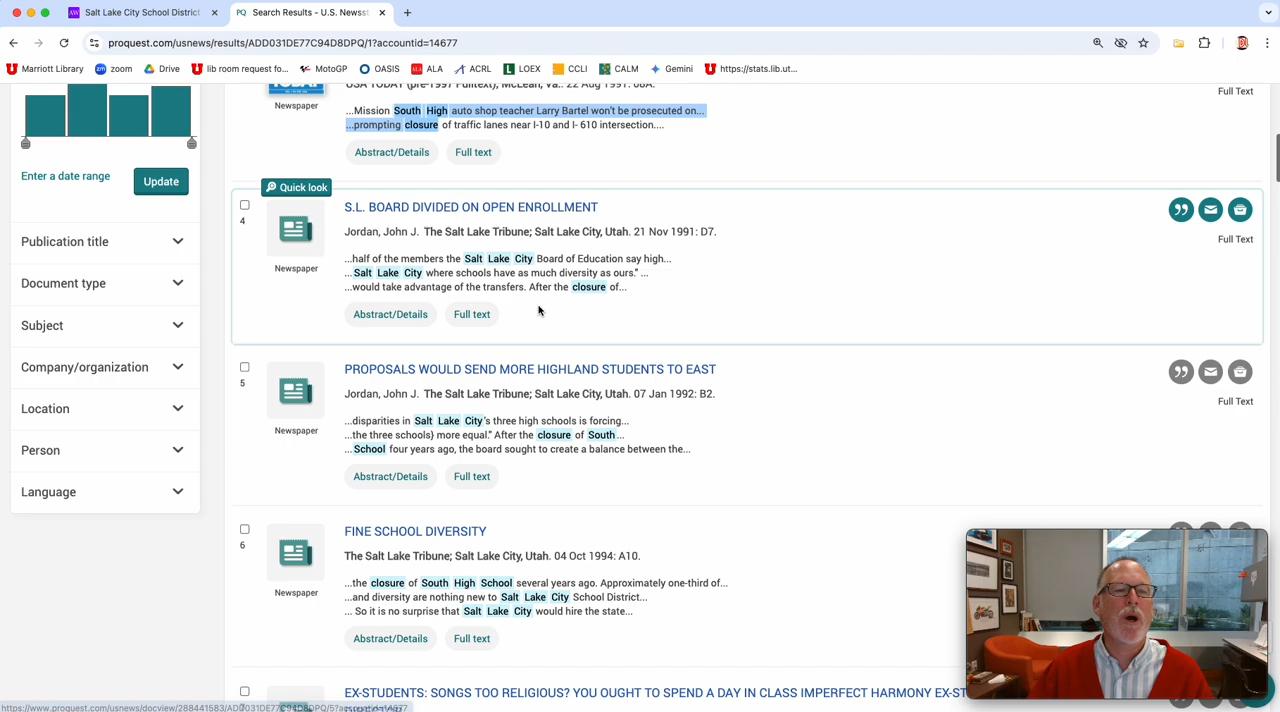 Salt Lake City School District
Search Results - U.S. Newss
proquest.com/usnews/results/ADD031DE77C94D8DPQ/1?accountid=14677
Marriott Library
zoom
Drive
lib room request fo...
MotoGP
OASIS
ALA
ACRL
LOEX
CCLI
CALM
Gemini
https://stats.lib.ut...
Enter a date range
Update
Publication title
Document type
Subject
Company/organization
Location
Person
Language
USA TODAY (pre-1997 Fulltext); McLean, Va.. 22 Aug 1991: 08A.
Newspaper
Full Text
...Mission South High auto shop teacher Larry Bartel won't be prosecuted on...
...prompting closure of traffic lanes near I-10 and I- 610 intersection....
Abstract/Details
Full text
Quick look
4
S.L. BOARD DIVIDED ON OPEN ENROLLMENT
Jordan, John J. The Salt Lake Tribune; Salt Lake City, Utah. 21 Nov 1991: D7.
Full Text
Newspaper
...half of the members the Salt Lake City Board of Education say high...
...Salt Lake City where schools have as much diversity as ours." ...
...would take advantage of the transfers. After the closure of...
Abstract/Details
Full text
5
PROPOSALS WOULD SEND MORE HIGHLAND STUDENTS TO EAST
Jordan, John J. The Salt Lake Tribune; Salt Lake City, Utah. 07 Jan 1992: B2.
Full Text
Newspaper
...disparities in Salt Lake City's three high schools is forcing...
...the three schools} more equal." After the closure of South...
...School four years ago, the board sought to create a balance between the...
Abstract/Details
Full text
6
FINE SCHOOL DIVERSITY
The Salt Lake Tribune; Salt Lake City, Utah. 04 Oct 1994: A10.
Newspaper
...the closure of South High School several years ago. Approximately one-third of...
...and diversity are nothing new to Salt Lake City School District...
... So it is no surprise that Salt Lake City would hire the state...
Abstract/Details
Full text
EX-STUDENTS: SONGS TOO RELIGIOUS? YOU OUGHT TO SPEND A DAY IN CLASS IMPERFECT HARMONY EX-ST